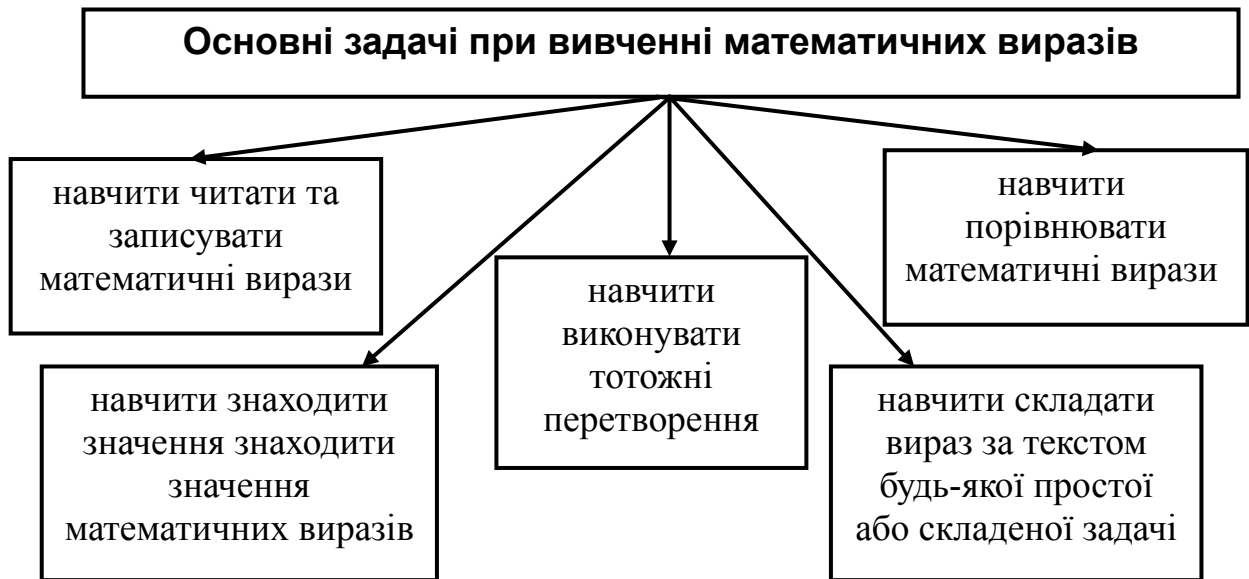 Основні задачі при вивченні математичних виразів
навчити читати та
записувати
математичні вирази
навчити
порівнювати
математичні вирази
навчити
виконувати
тотожні
перетворення
навчити знаходити
значення знаходити
значення
математичних виразів
навчити складати
вираз за текстом
будь-якої простої
або складеної задачі